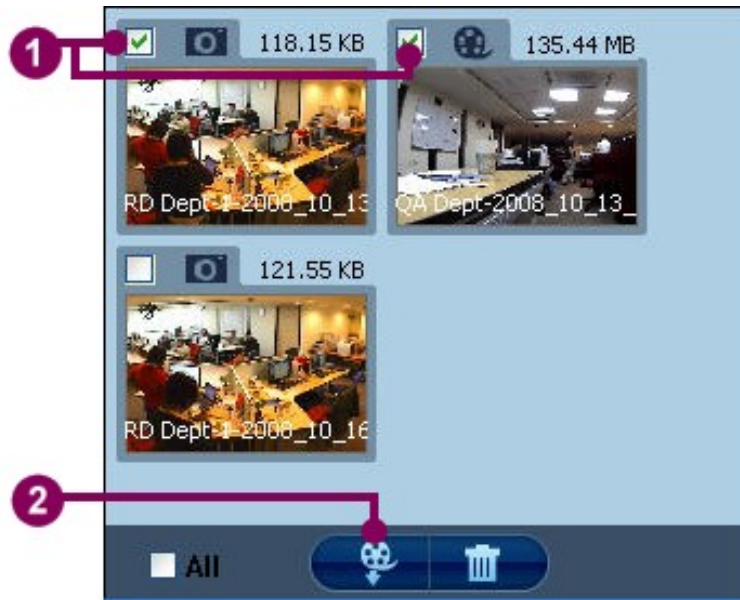 1
118.15 KB
135.44 MB
RD Dept-1-2008_10_13
QA Dept-2008_10_13_
121.55 KB
RD Dept-1-2008_10_16
2
All